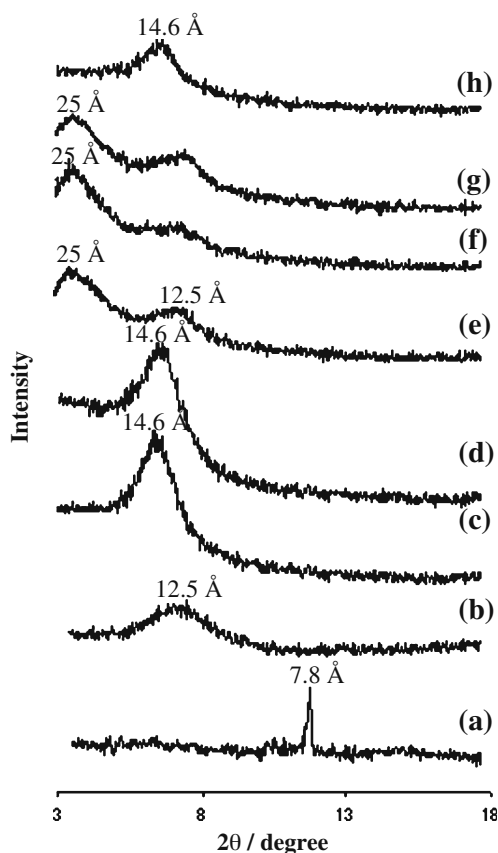 14.6 Å
(h)
25 Å
(g)
25 Å
(f)
25 Å
12.5 Å
(e)
14.6 Å
(d)
14.6 Å
(c)
12.5 Å
(b)
7.8 Å
(a)
Intensity
3 8 13 18
2θ / degree